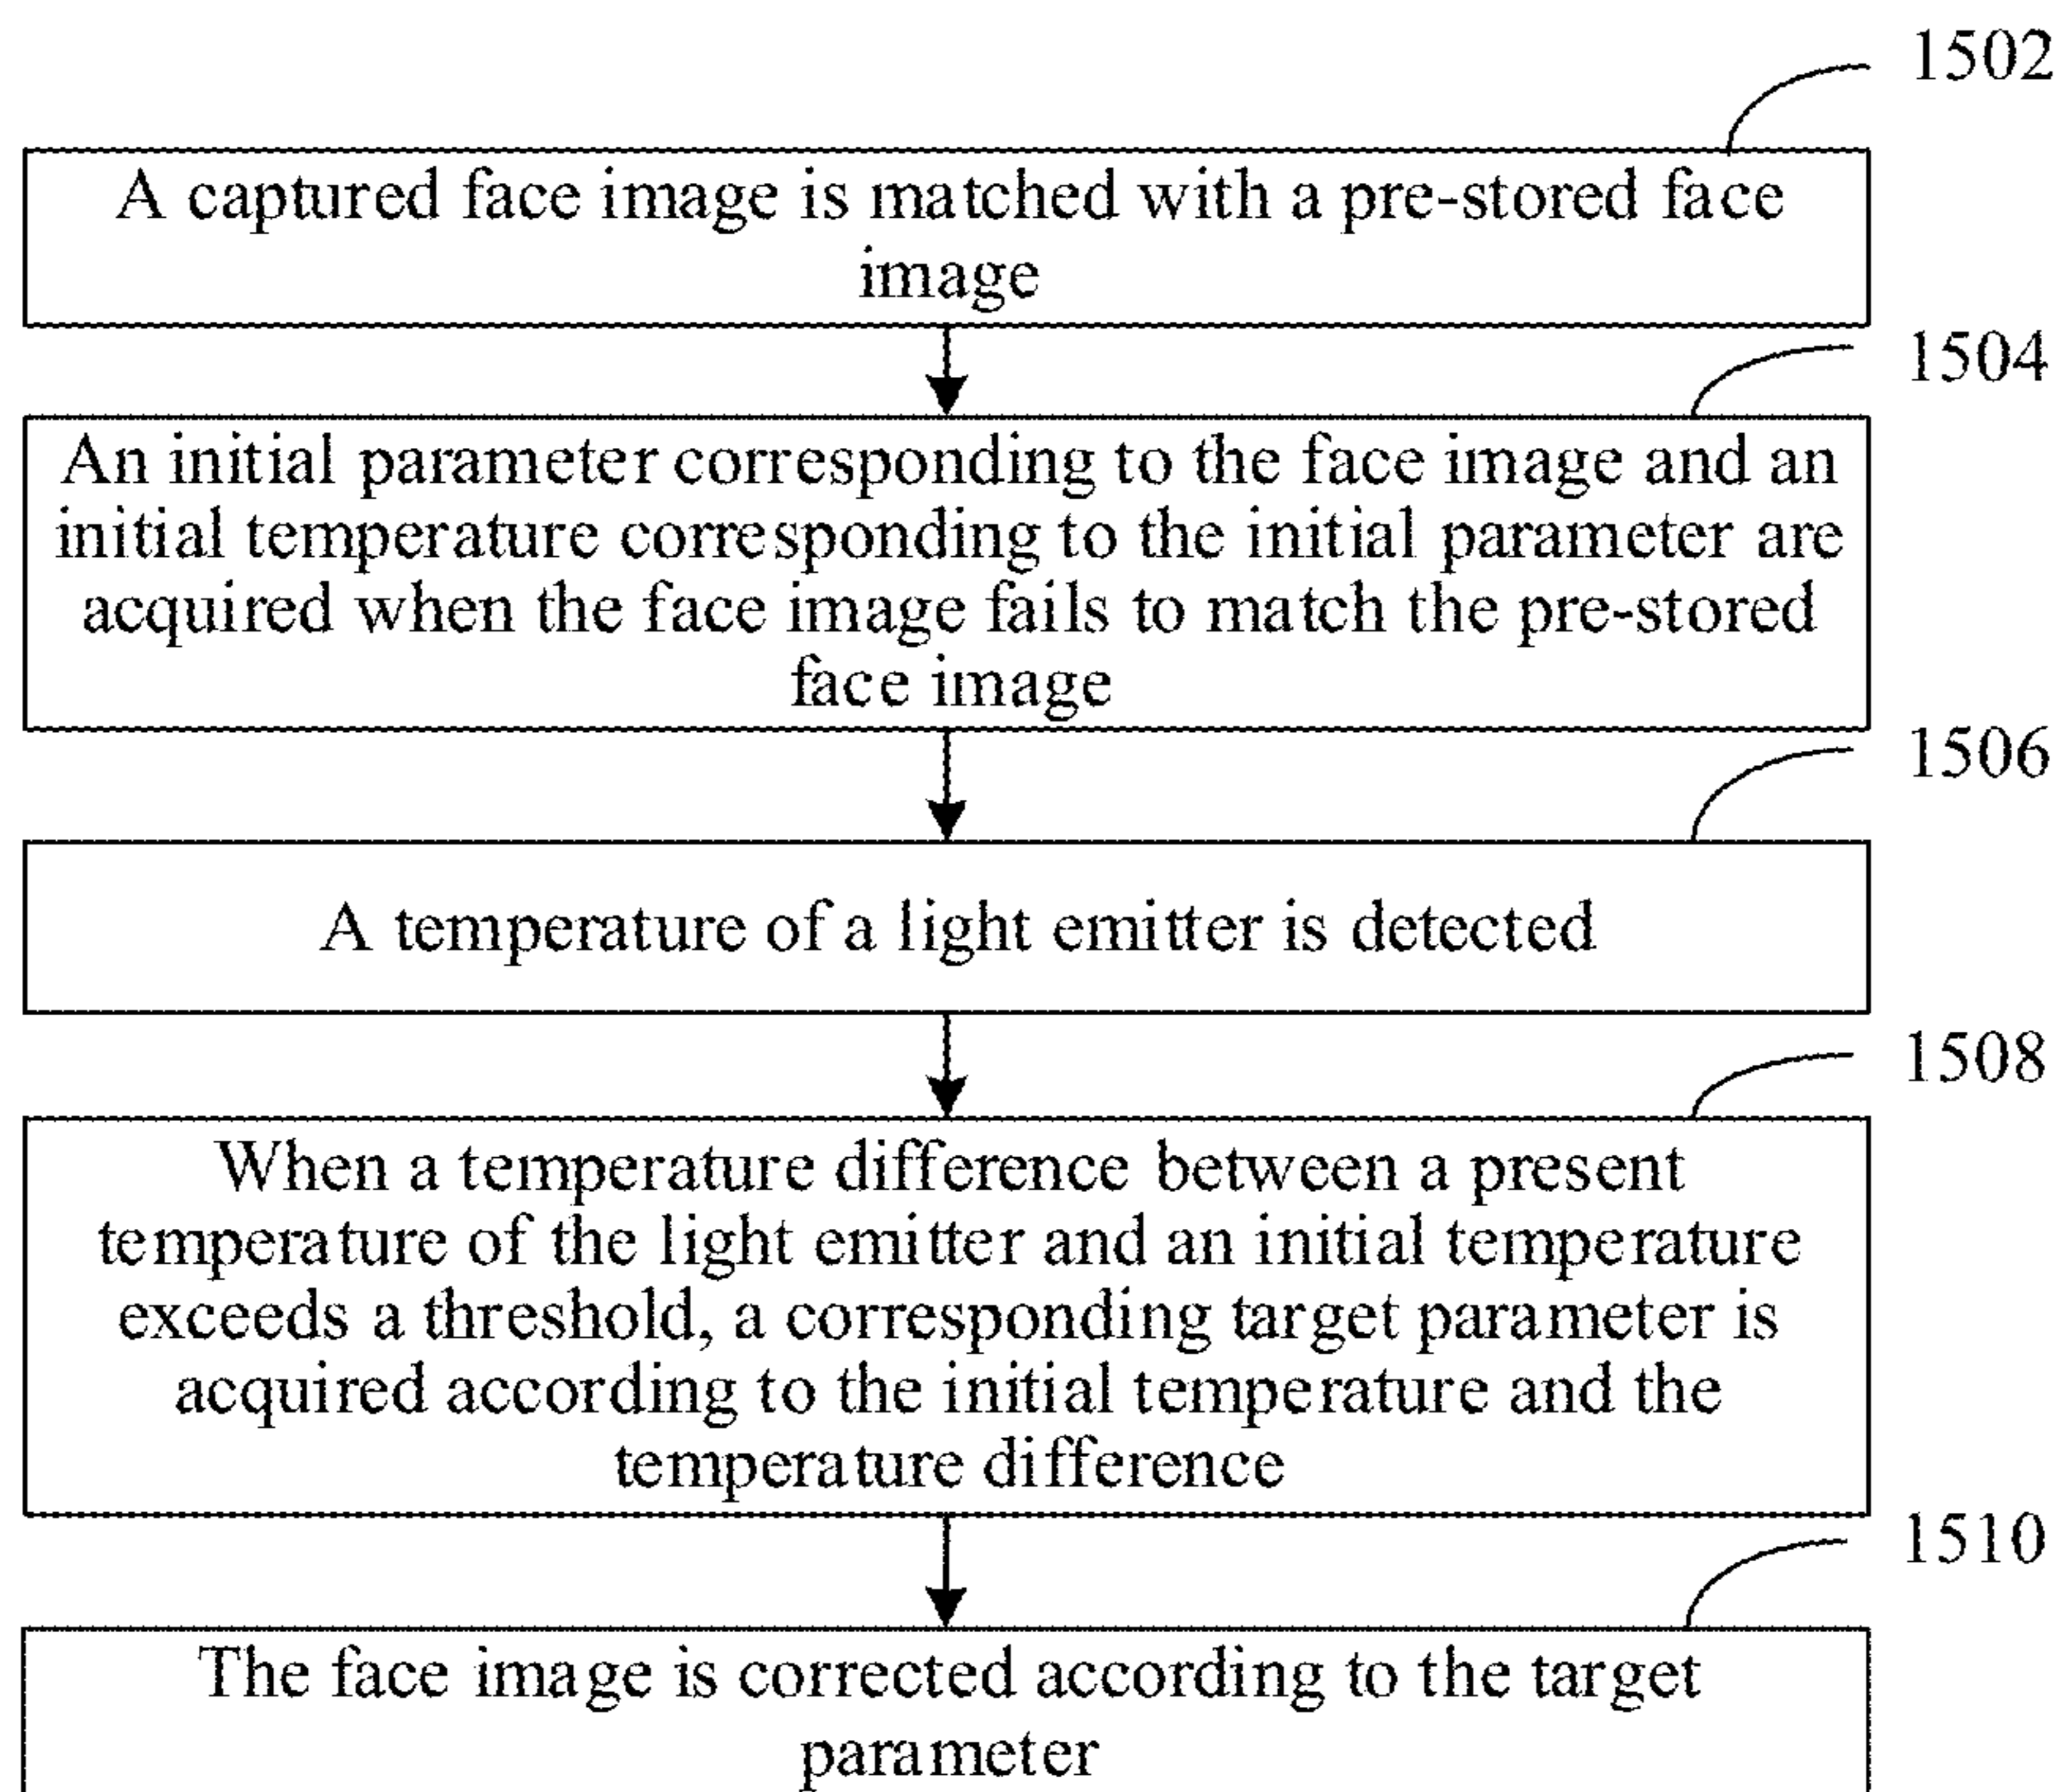 1502
A captured face image is matched with a pre-stored face
image
1504
An initial parameter corresponding to the face image and an
initial temperature corresponding to the initial parameter are
acquired when the face image fails to match the pre-stored
face image
1506
A temperature of a light emitter is detected
1508
When a temperature difference between a present
temperature of the light emitter and an initial temperature
exceeds a threshold, a corresponding target parameter is
acquired according to the initial temperature and the
temperature difference
1510
The face image is corrected according to the target
parameter